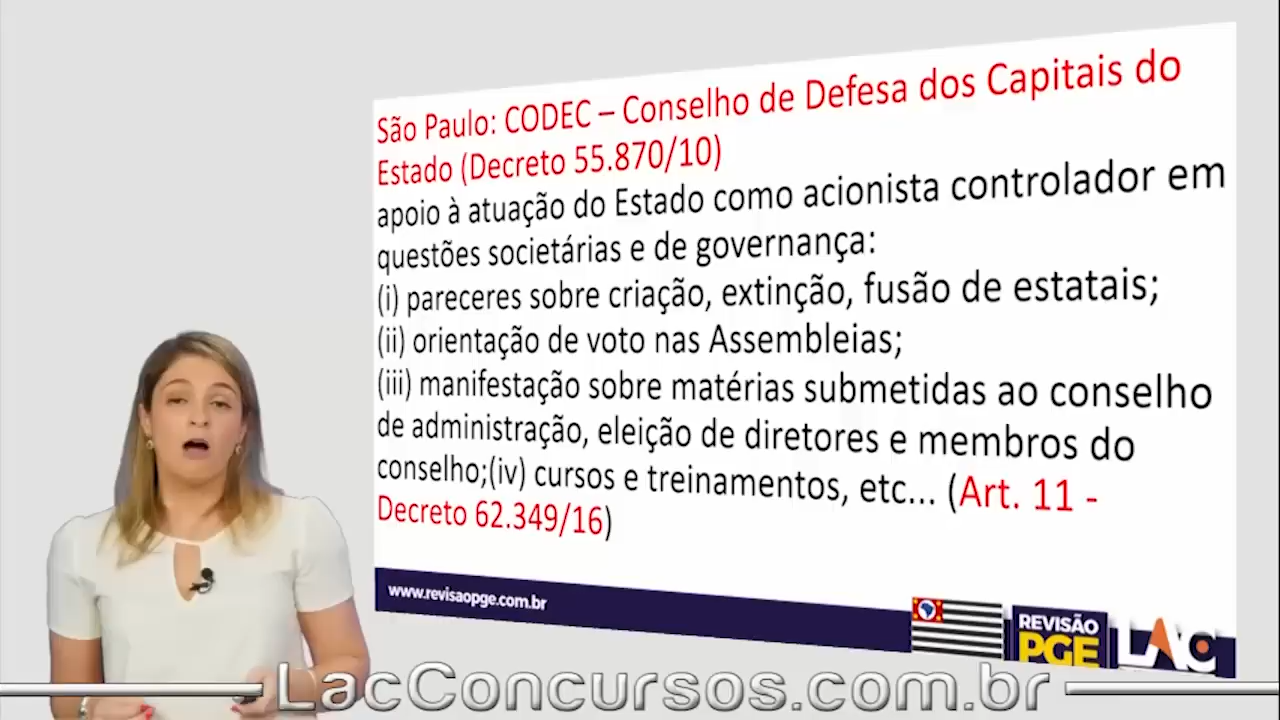 São Paulo: CODEC – Conselho de Defesa dos Capitais do
Estado (Decreto 55.870/10)
apoio à atuação do Estado como acionista controlador em
questões societárias e de governança:
(i) pareceres sobre criação, extinção, fusão de estatais;
(ii) orientação de voto nas Assembleias;
(iii) manifestação sobre matérias submetidas ao conselho
de administração, eleição de diretores e membros do
conselho;(iv) cursos e treinamentos, etc... (Art. 11 -
Decreto 62.349/16)
www.revisaopge.com.br
REVISÃO
PGE
LAC
LacConcursos.com.br